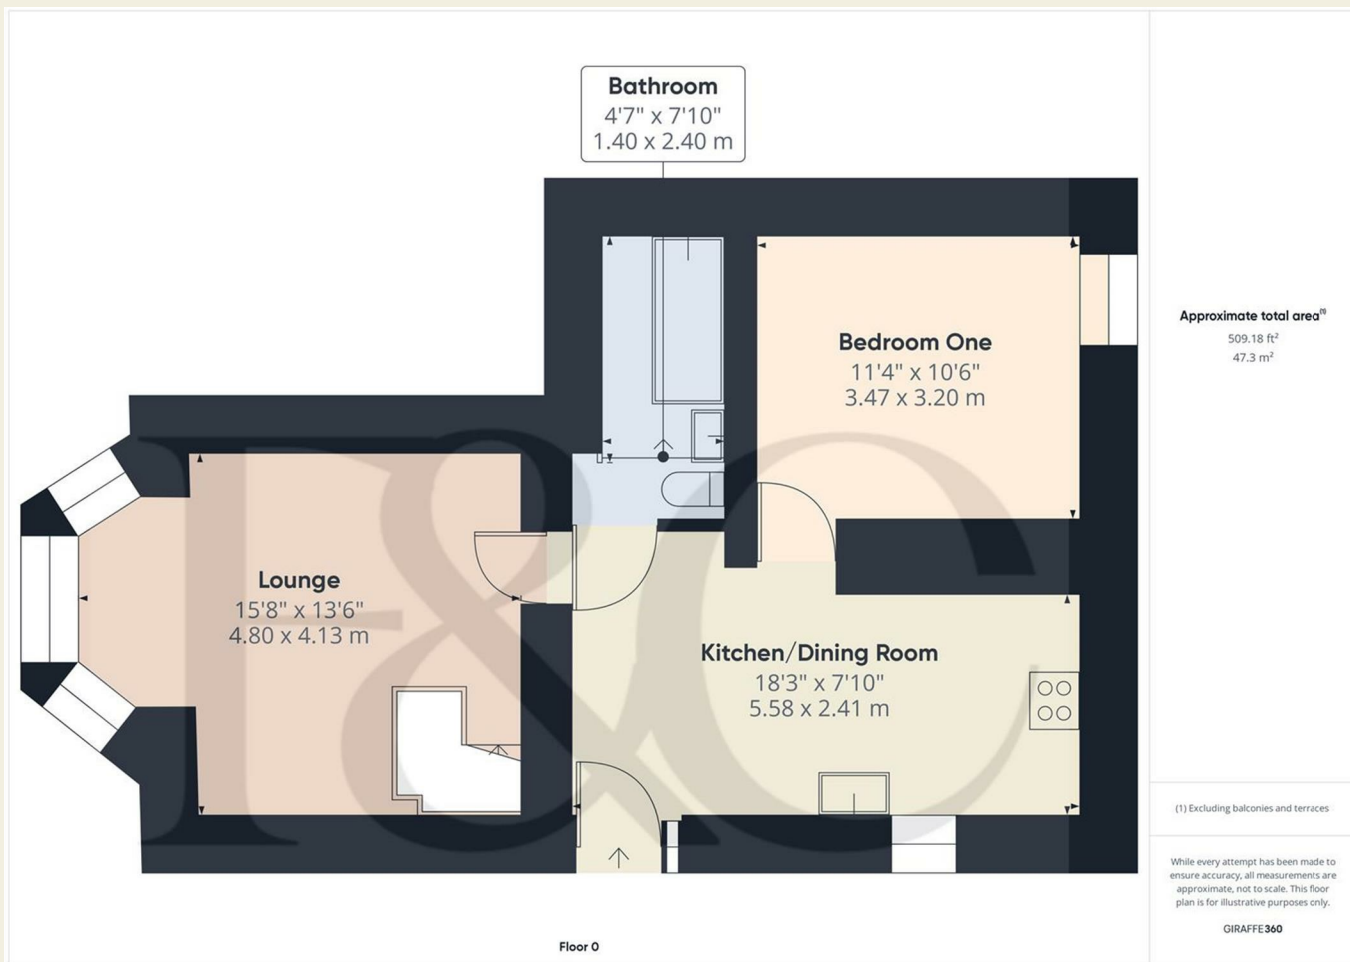 Bathroom
4'7" x 7'10"
1.40 x 2.40 m
Bedroom One
11'4" x 10'6"
3.47 x 3.20 m
Approximate total area(1)
509.18 ft²
47.3 m²
Lounge
15'8" x 13'6"
4.80 x 4.13 m
Kitchen/Dining Room
18'3" x 7'10"
5.58 x 2.41 m
F&C
(1) Excluding balconies and terraces
While every attempt has been made to
ensure accuracy, all measurements are
approximate, not to scale. This floor
plan is for illustrative purposes only.
GIRAFFE360
Floor 0